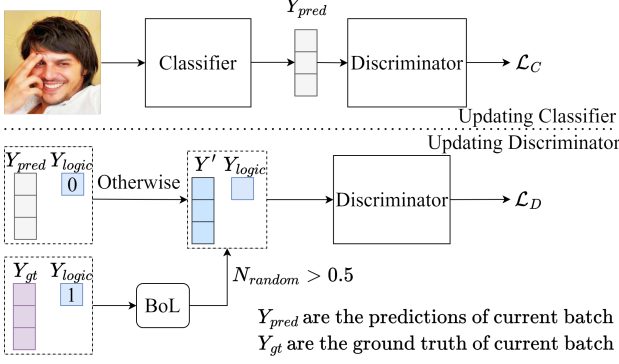 Y_pred
Classifier
Discriminator
ℒ_C
Updating Classifier
Updating Discriminator
Y_pred Y_logic
0
Otherwise
Y′ Y_logic
Discriminator
ℒ_D
Y_gt Y_logic
1
BoL
N_random > 0.5
Y_pred are the predictions of current batch
Y_gt are the ground truth of current batch